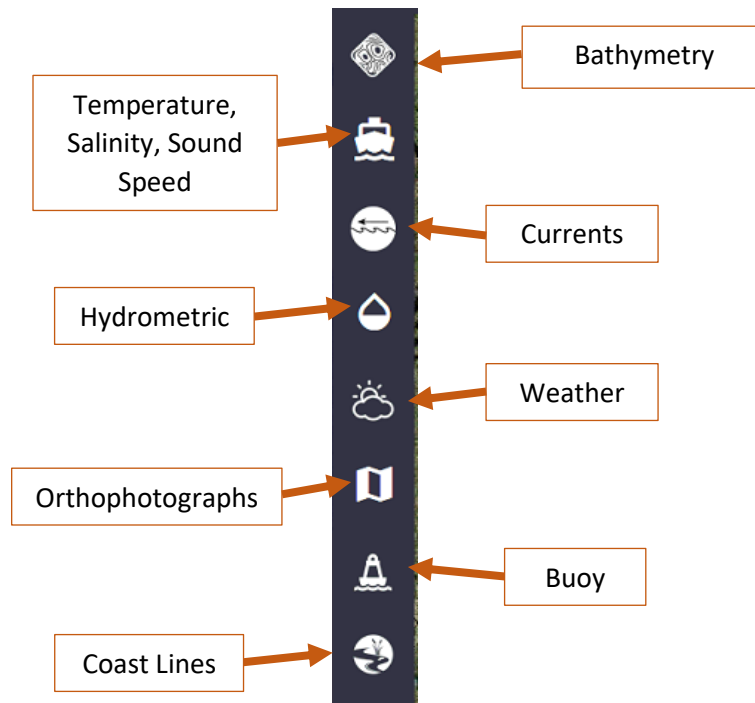 Bathymetry
Temperature,
Salinity, Sound
Speed
Currents
Hydrometric
Weather
Orthophotographs
Buoy
Coast Lines